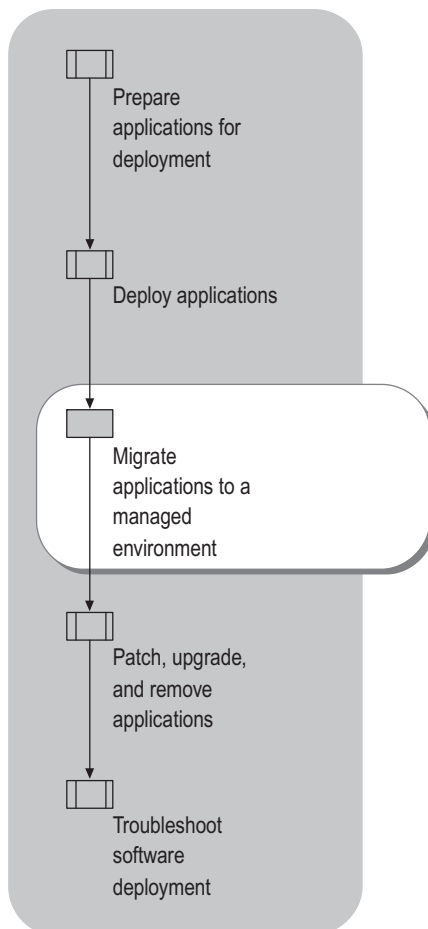 Prepare
applications for
deployment
Deploy applications
Migrate
applications to a
managed
environment
Patch, upgrade,
and remove
applications
Troubleshoot
software
deployment